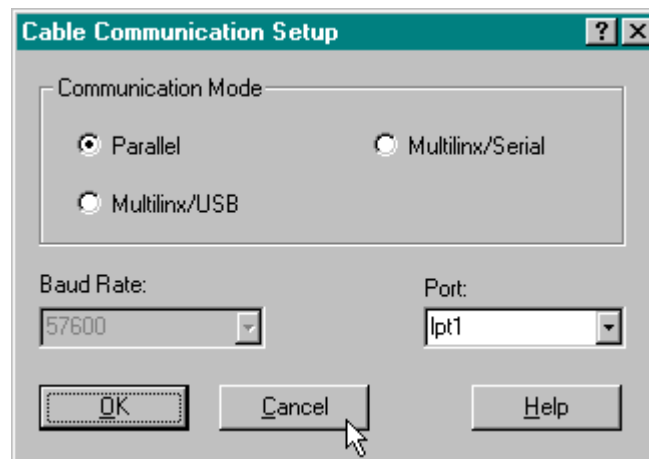 Cable Communication Setup
Communication Mode
Parallel
Multilinx/Serial
Multilinx/USB
Baud Rate:
Port:
57600
lpt1
OK
Cancel
Help